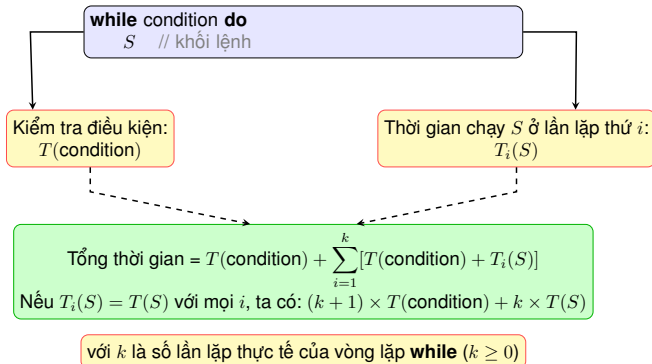 while condition do
S // khối lệnh
Kiểm tra điều kiện:
T(condition)
Thời gian chạy S ở lần lặp thứ i:
T_i(S)
Tổng thời gian = T(condition) + \sum_{i=1}^{k} [T(condition) + T_i(S)]
Nếu T_i(S) = T(S) với mọi i, ta có: (k + 1) × T(condition) + k × T(S)
với k là số lần lặp thực tế của vòng lặp while (k ≥ 0)